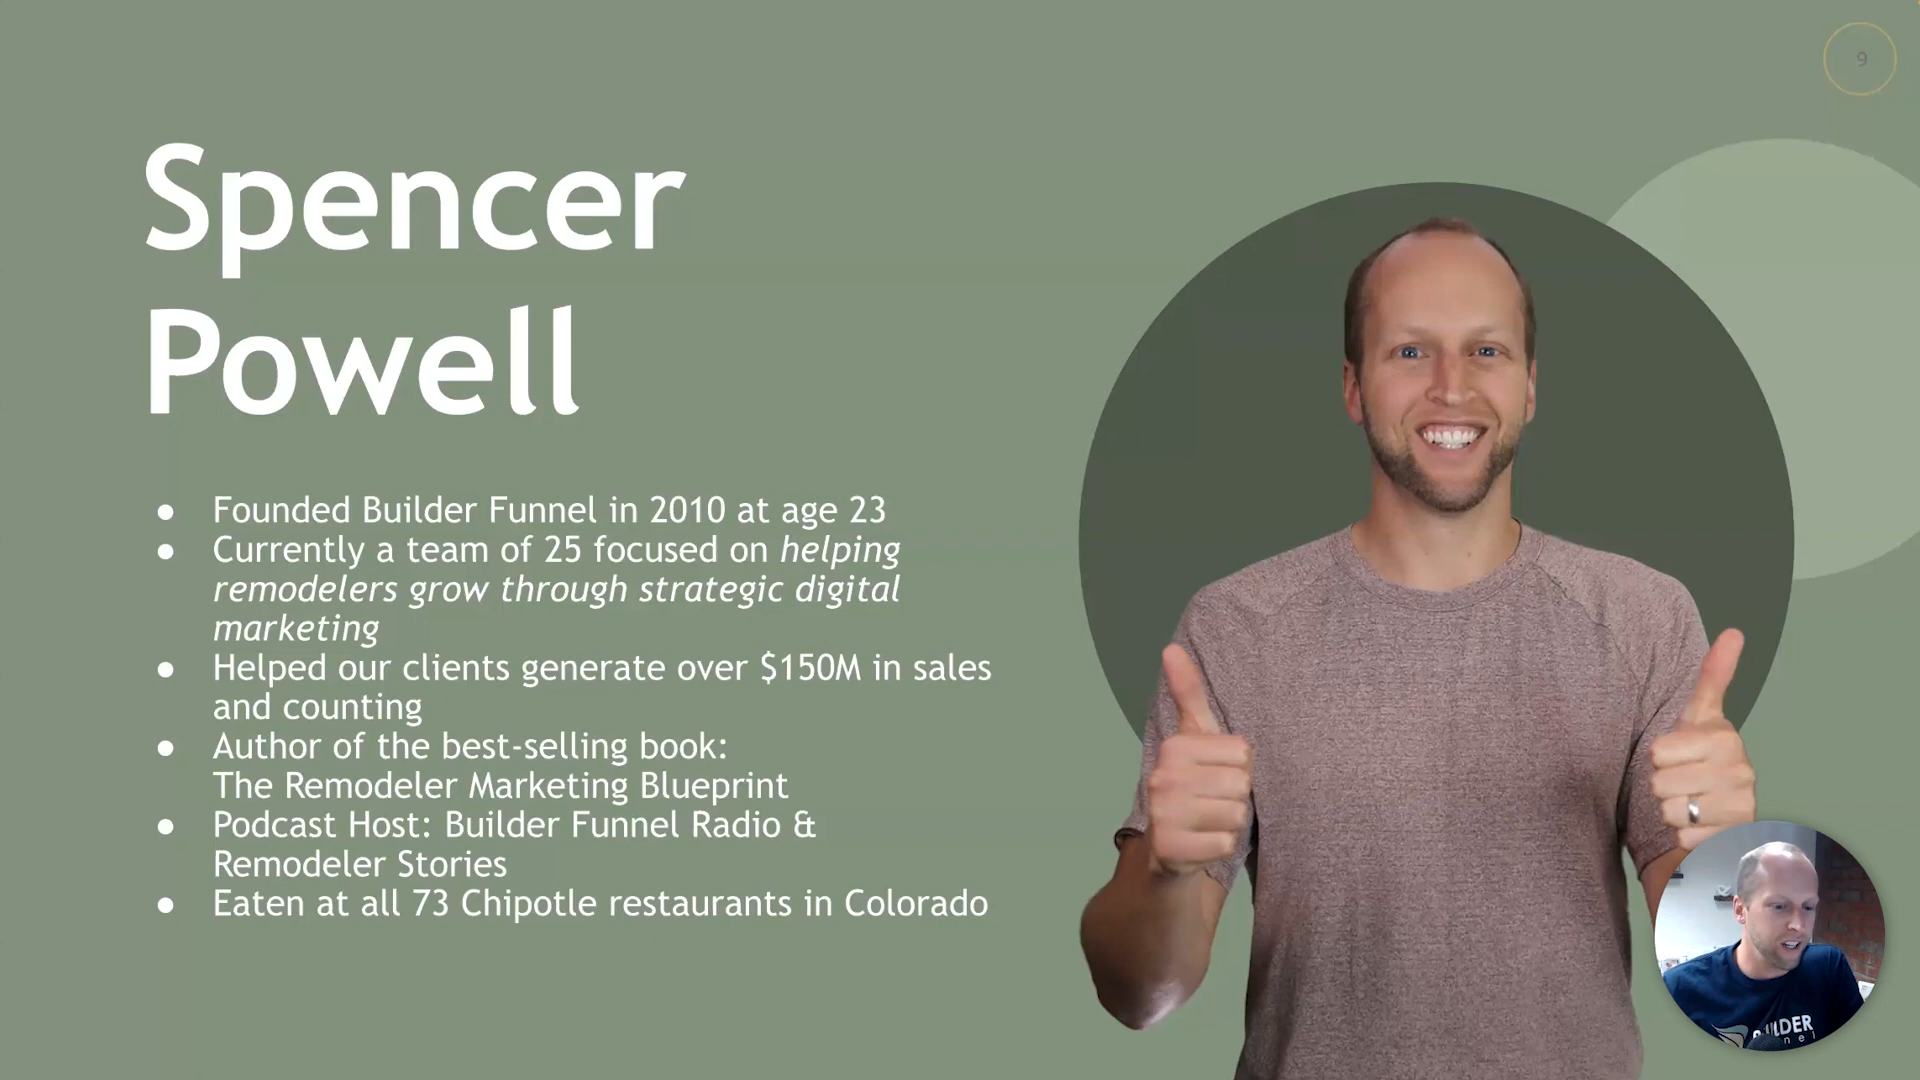 9
Spencer
Powell
● Founded Builder Funnel in 2010 at age 23
● Currently a team of 25 focused on helping
remodelers grow through strategic digital
marketing
● Helped our clients generate over $150M in sales
and counting
● Author of the best-selling book:
The Remodeler Marketing Blueprint
● Podcast Host: Builder Funnel Radio &
Remodeler Stories
● Eaten at all 73 Chipotle restaurants in Colorado